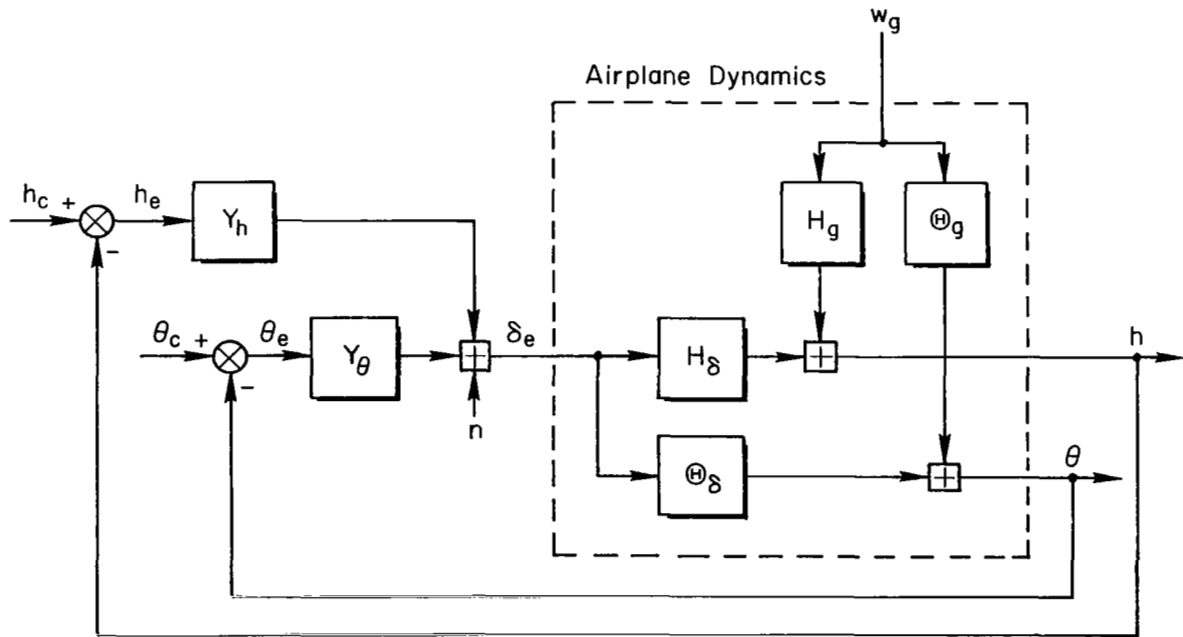 w_g
Airplane Dynamics
h_c + h_e Y_h H_g Θ_g
-
θ_c + θ_e Y_θ + δ_e H_δ + h
-
n
Θ_δ + θ